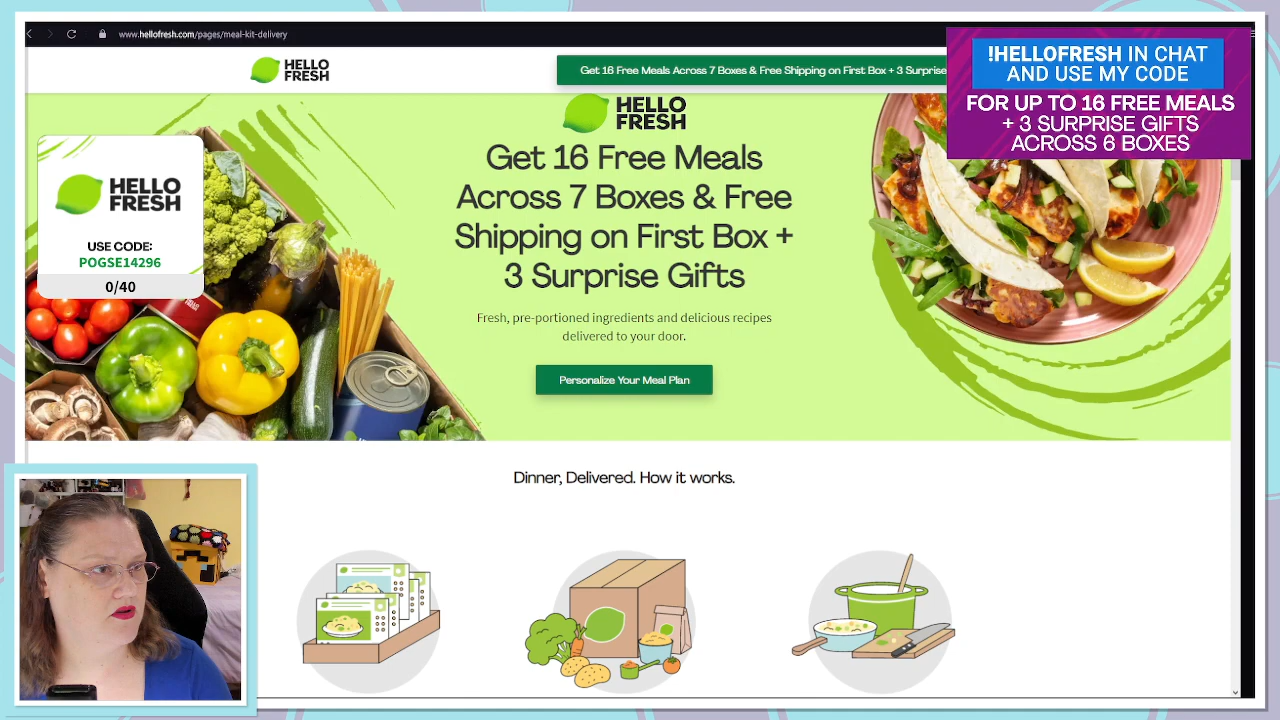 www.hellofresh.com/pages/meal-kit-delivery
HELLO
FRESH
Get 16 Free Meals Across 7 Boxes & Free Shipping on First Box + 3 Surprise
!HELLOFRESH IN CHAT
AND USE MY CODE
FOR UP TO 16 FREE MEALS
+ 3 SURPRISE GIFTS
ACROSS 6 BOXES
HELLO
FRESH
Get 16 Free Meals
Across 7 Boxes & Free
Shipping on First Box +
3 Surprise Gifts
Fresh, pre-portioned ingredients and delicious recipes
delivered to your door.
Personalize Your Meal Plan
HELLO
FRESH
USE CODE:
POGSE14296
0/40
Dinner, Delivered. How it works.